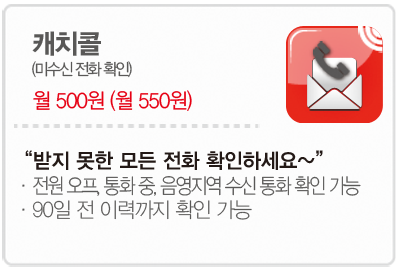 캐치콜
(미수신 전화 확인)
월 500원 (월 550원)
“받지 못한 모든 전화 확인하세요~”
· 전원 오프, 통화 중, 음영지역 수신 통화 확인 가능
· 90일 전 이력까지 확인 가능